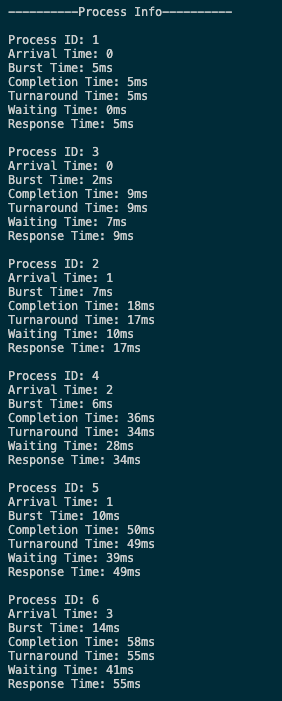 ----------Process Info----------
Process ID: 1
Arrival Time: 0
Burst Time: 5ms
Completion Time: 5ms
Turnaround Time: 5ms
Waiting Time: 0ms
Response Time: 5ms
Process ID: 3
Arrival Time: 0
Burst Time: 2ms
Completion Time: 9ms
Turnaround Time: 9ms
Waiting Time: 7ms
Response Time: 9ms
Process ID: 2
Arrival Time: 1
Burst Time: 7ms
Completion Time: 18ms
Turnaround Time: 17ms
Waiting Time: 10ms
Response Time: 17ms
Process ID: 4
Arrival Time: 2
Burst Time: 6ms
Completion Time: 36ms
Turnaround Time: 34ms
Waiting Time: 28ms
Response Time: 34ms
Process ID: 5
Arrival Time: 1
Burst Time: 10ms
Completion Time: 50ms
Turnaround Time: 49ms
Waiting Time: 39ms
Response Time: 49ms
Process ID: 6
Arrival Time: 3
Burst Time: 14ms
Completion Time: 58ms
Turnaround Time: 55ms
Waiting Time: 41ms
Response Time: 55ms